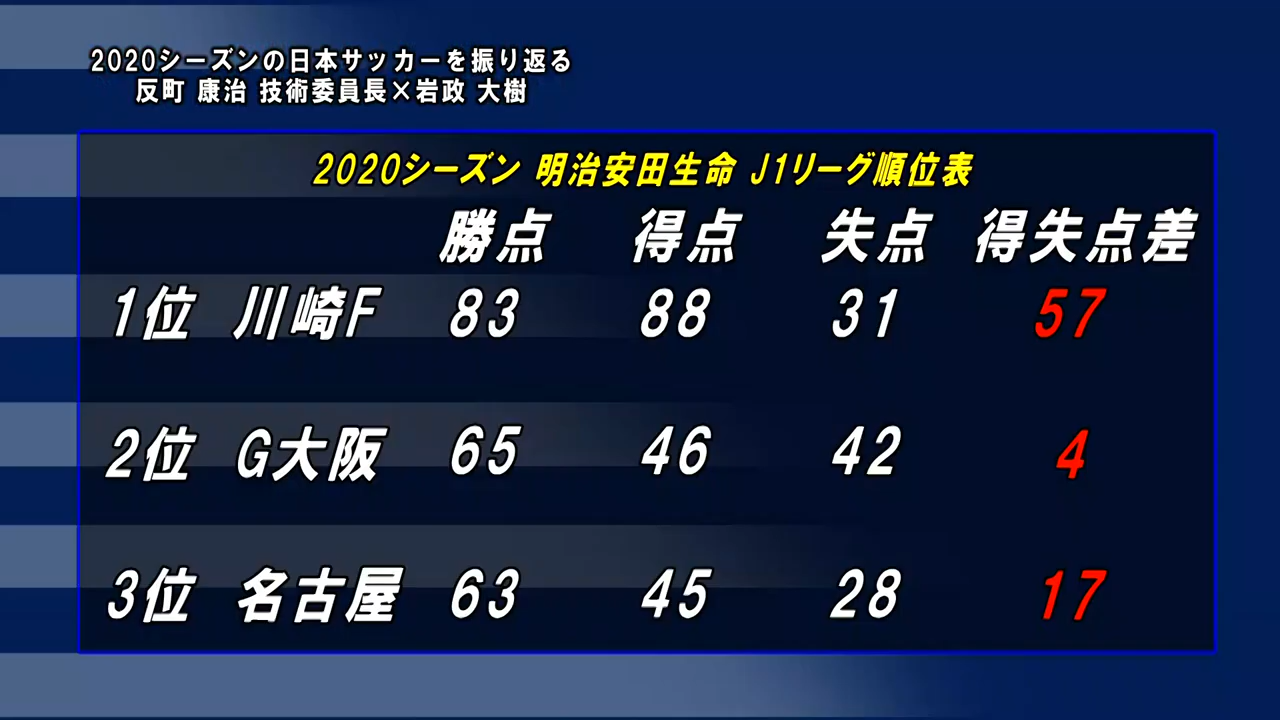 2020シーズンの日本サッカーを振り返る
反町 康治 技術委員長×岩政 大樹
2020シーズン 明治安田生命 J1リーグ順位表
勝点 得点 失点 得失点差
1位 川崎F 83 88 31 57
2位 G大阪 65 46 42 4
3位 名古屋 63 45 28 17